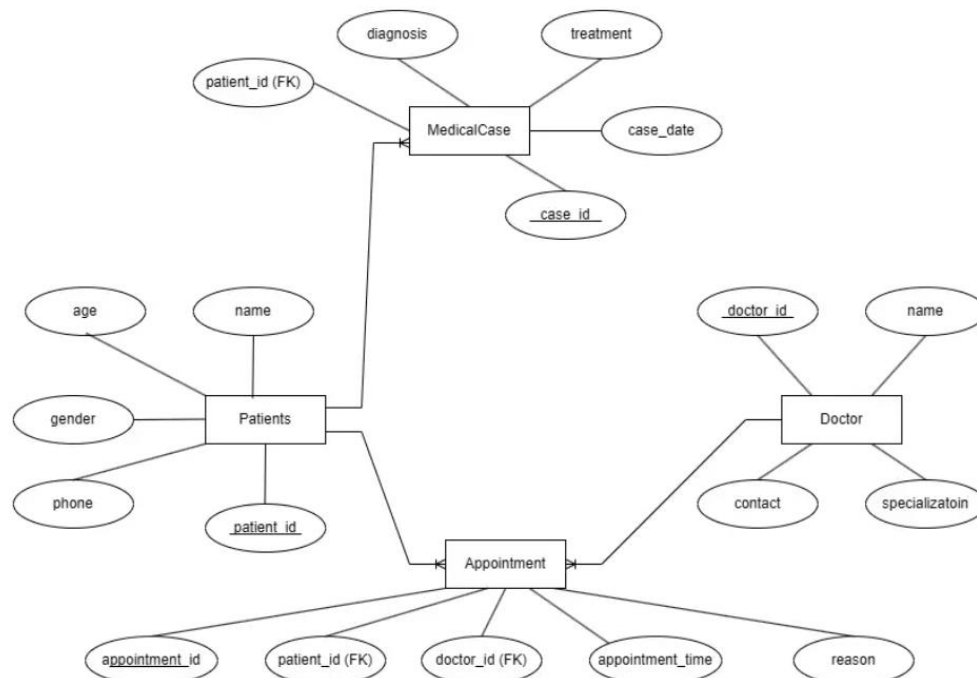 diagnosis
treatment
patient_id (FK)
MedicalCase
case_date
case_id
age
name
doctor_id
name
gender
Patients
Doctor
phone
patient_id
contact
specializatoin
Appointment
appointment_id
patient_id (FK)
doctor_id (FK)
appointment_time
reason